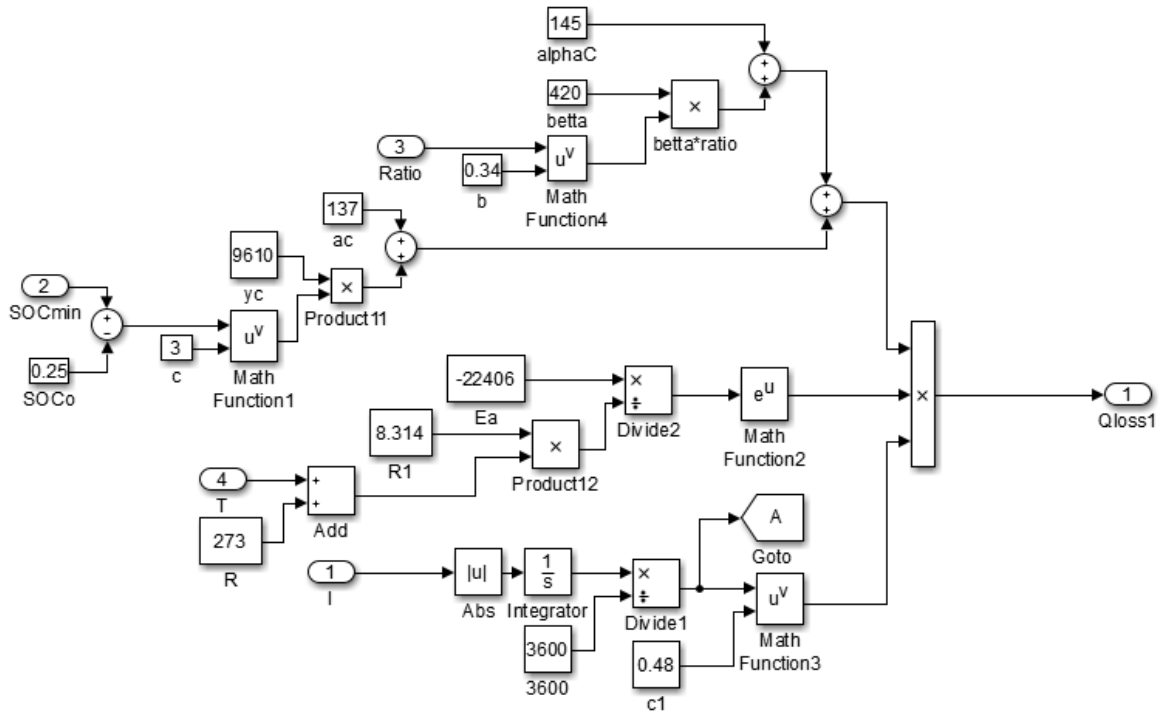 145
alphaC
+
+
420
betta
×
betta*ratio
3
Ratio
0.34
b
u^v
Math
Function4
137
ac
+
+
+
+
9610
yc
×
Product11
2
SOCmin
+
−
0.25
SOCo
3
c
u^v
Math
Function1
-22406
Ea
×
÷
Divide2
e^u
Math
Function2
×
1
Qloss1
8.314
R1
×
Product12
4
T
+
+
Add
273
R
A
Goto
1
I
|u|
Abs
1
s
Integrator
×
÷
Divide1
u^v
Math
Function3
3600
3600
0.48
c1